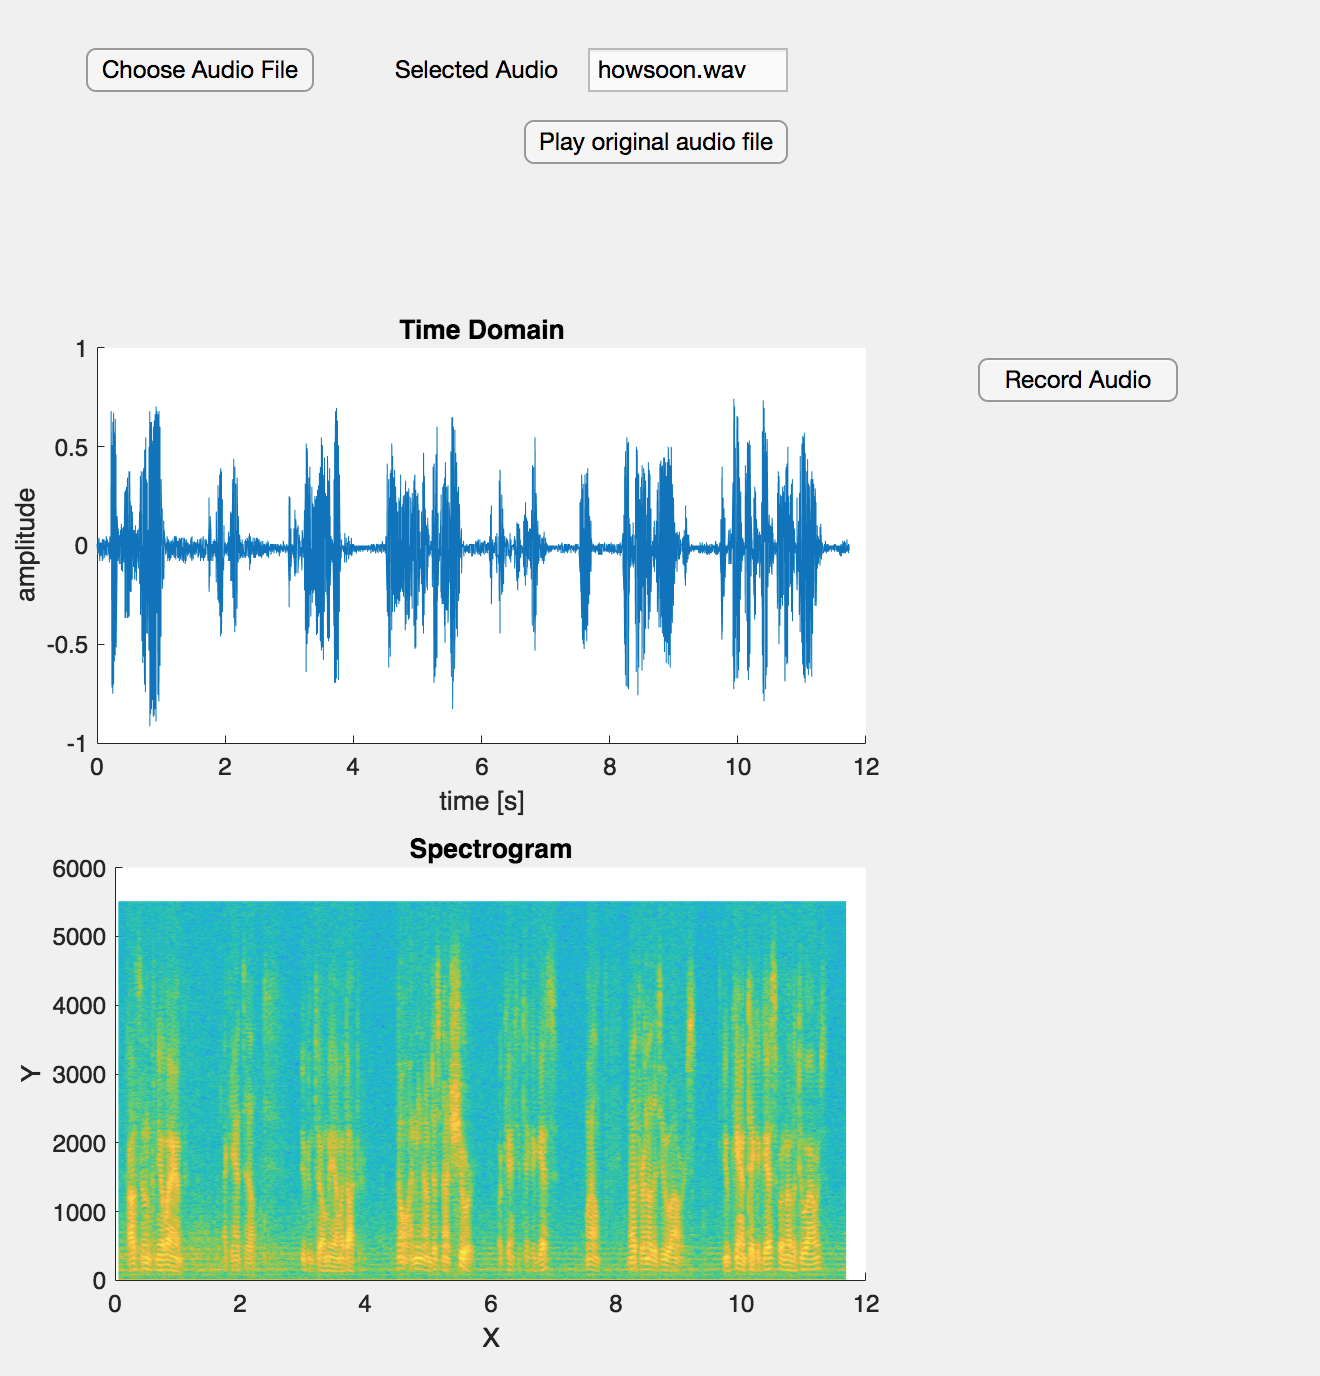 Choose Audio File
Selected Audio
howsoon.wav
Play original audio file
Time Domain
1
0.5
0
-0.5
-1
amplitude
0 2 4 6 8 10 12
time [s]
Record Audio
Spectrogram
6000
5000
4000
3000
2000
1000
0
Y
0 2 4 6 8 10 12
X